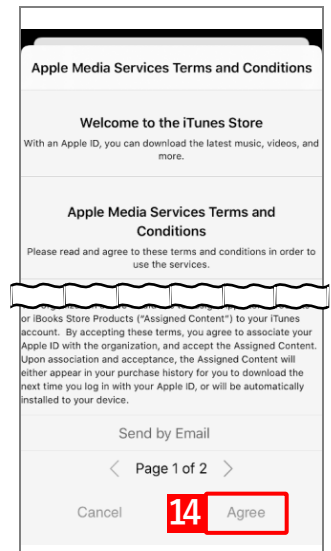 Apple Media Services Terms and Conditions
Welcome to the iTunes Store
With an Apple ID, you can download the latest music, videos, and
more.
Apple Media Services Terms and
Conditions
Please read and agree to these terms and conditions in order to
use the services.
or iBooks Store Products (“Assigned Content”) to your iTunes
account.  By accepting these terms, you agree to associate your
Apple ID with the organization, and accept the Assigned Content.
Upon association and acceptance, the Assigned Content will
either appear in your purchase history for you to download the
next time you log in with your Apple ID, or will be automatically
installed to your device.
Send by Email
Page 1 of 2
Cancel 14 Agree